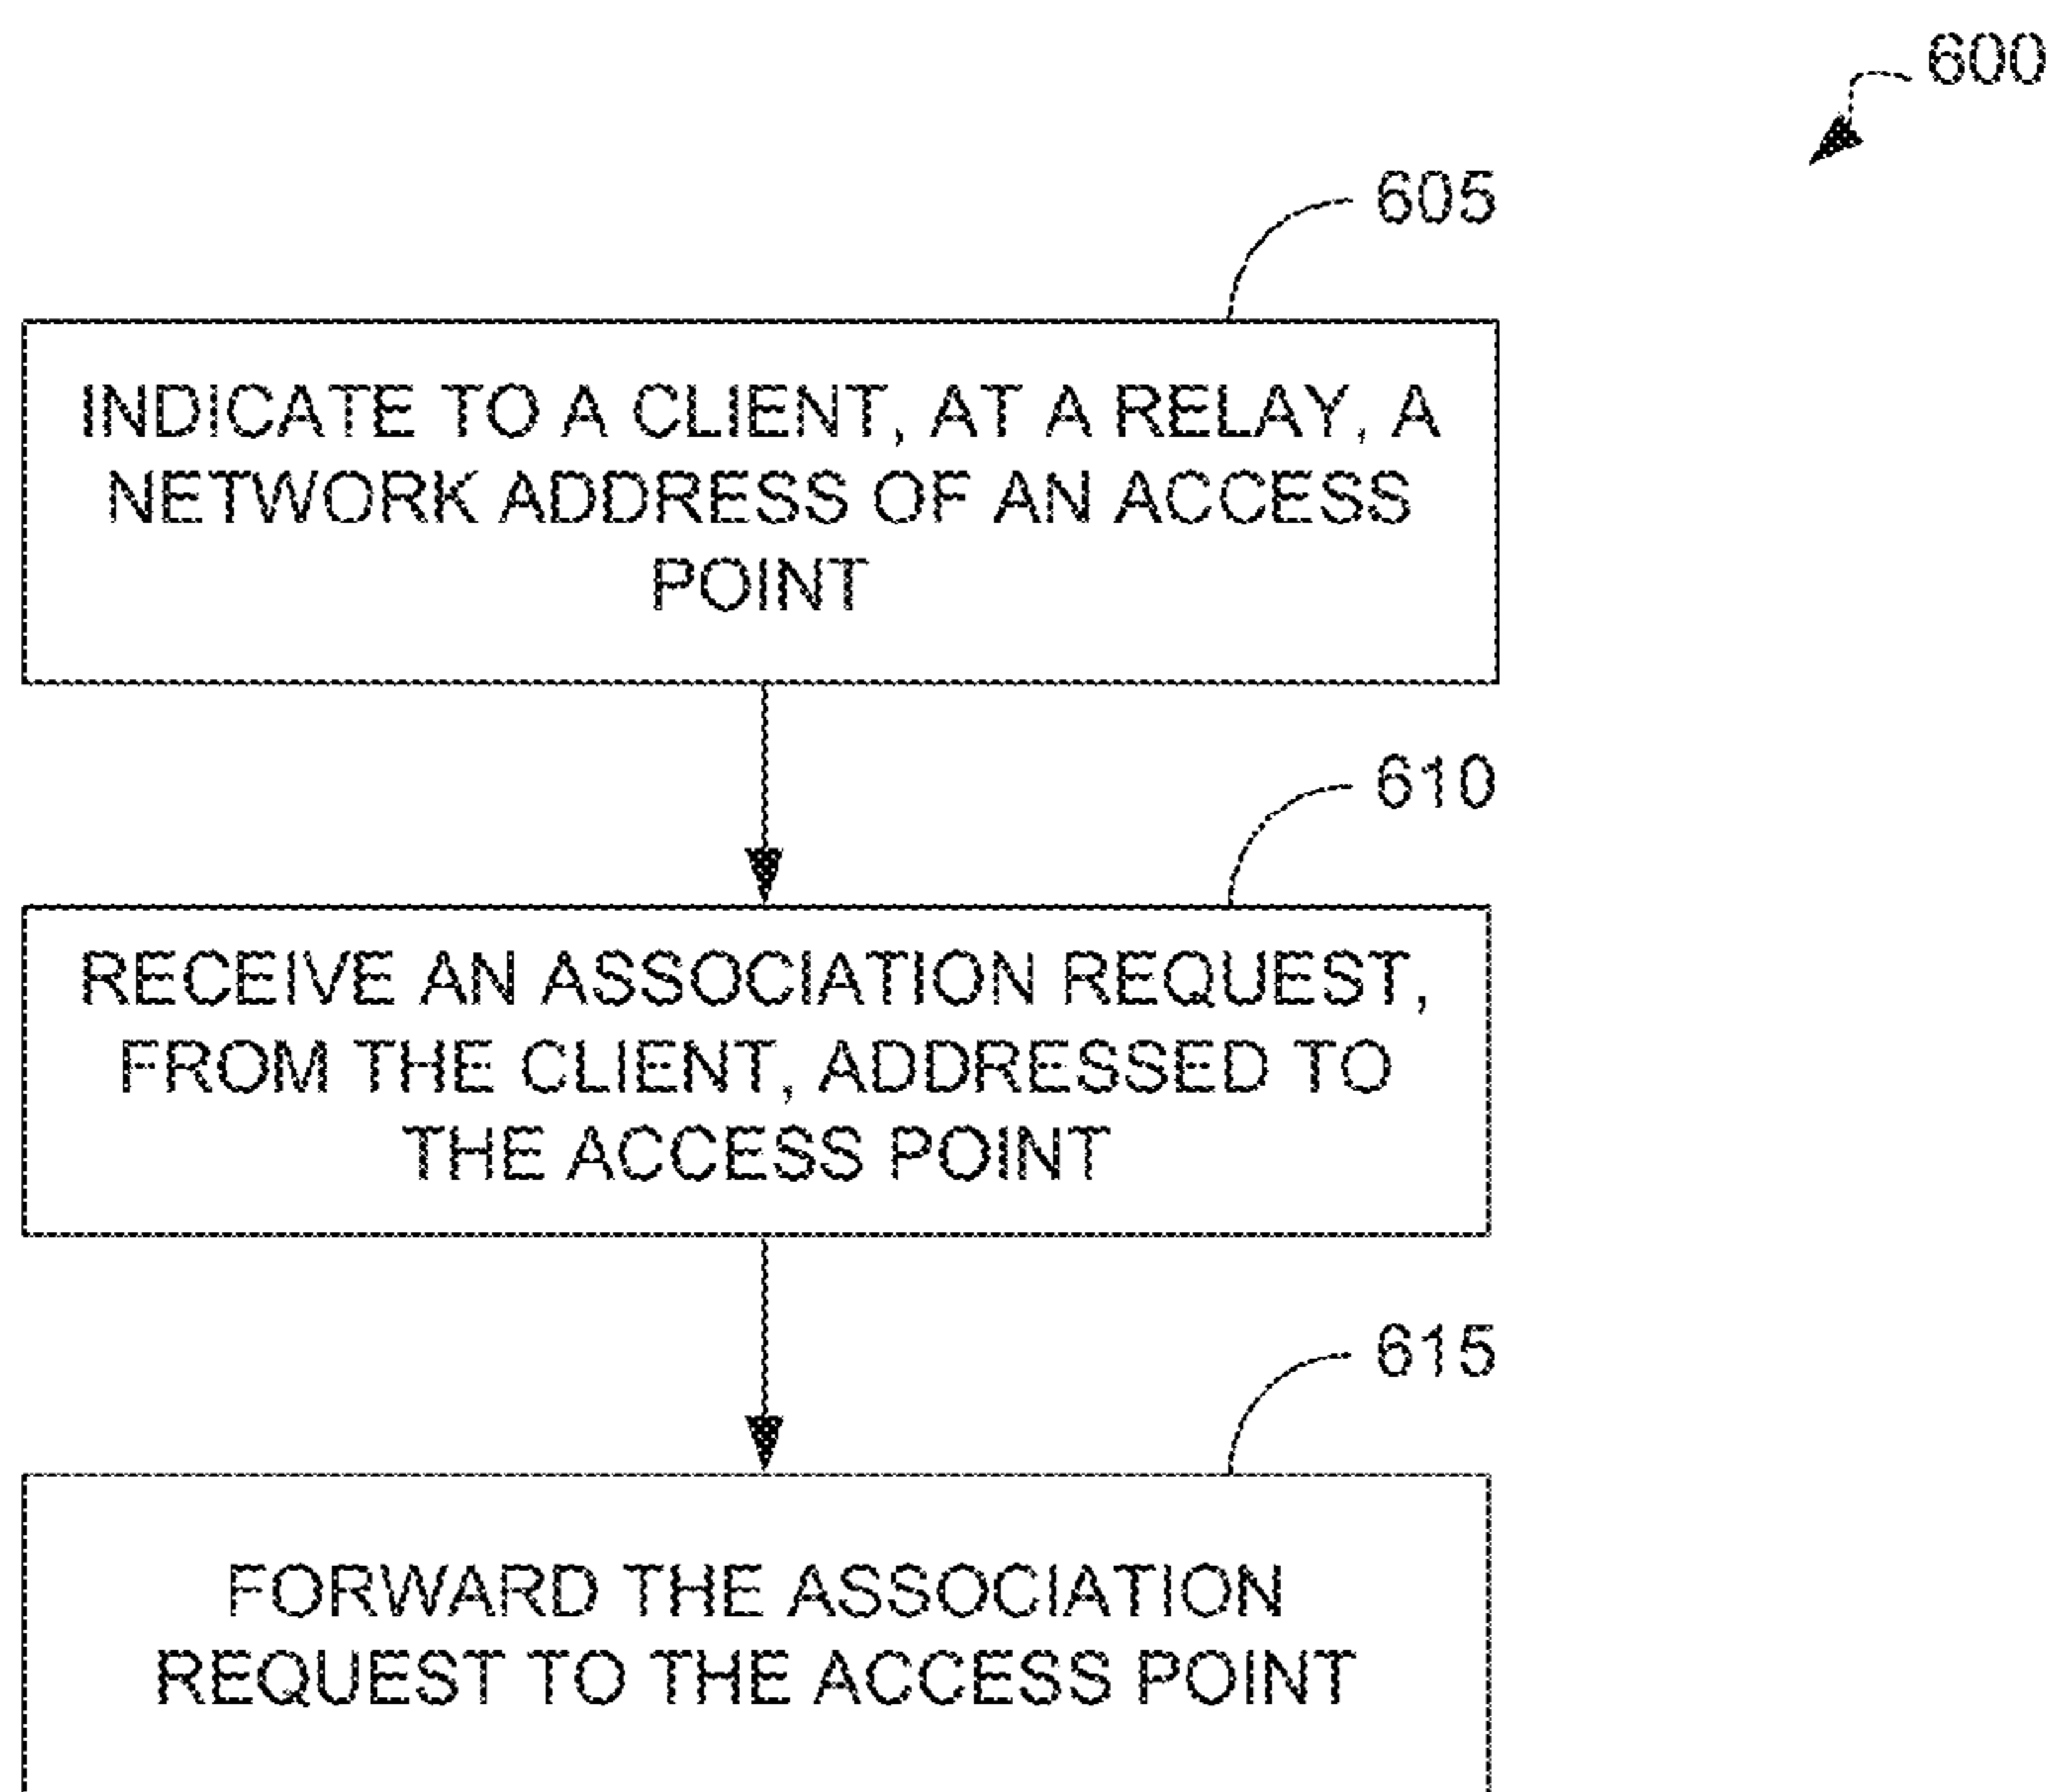 600
605
INDICATE TO A CLIENT, AT A RELAY, A
NETWORK ADDRESS OF AN ACCESS
POINT
610
RECEIVE AN ASSOCIATION REQUEST,
FROM THE CLIENT, ADDRESSED TO
THE ACCESS POINT
615
FORWARD THE ASSOCIATION
REQUEST TO THE ACCESS POINT